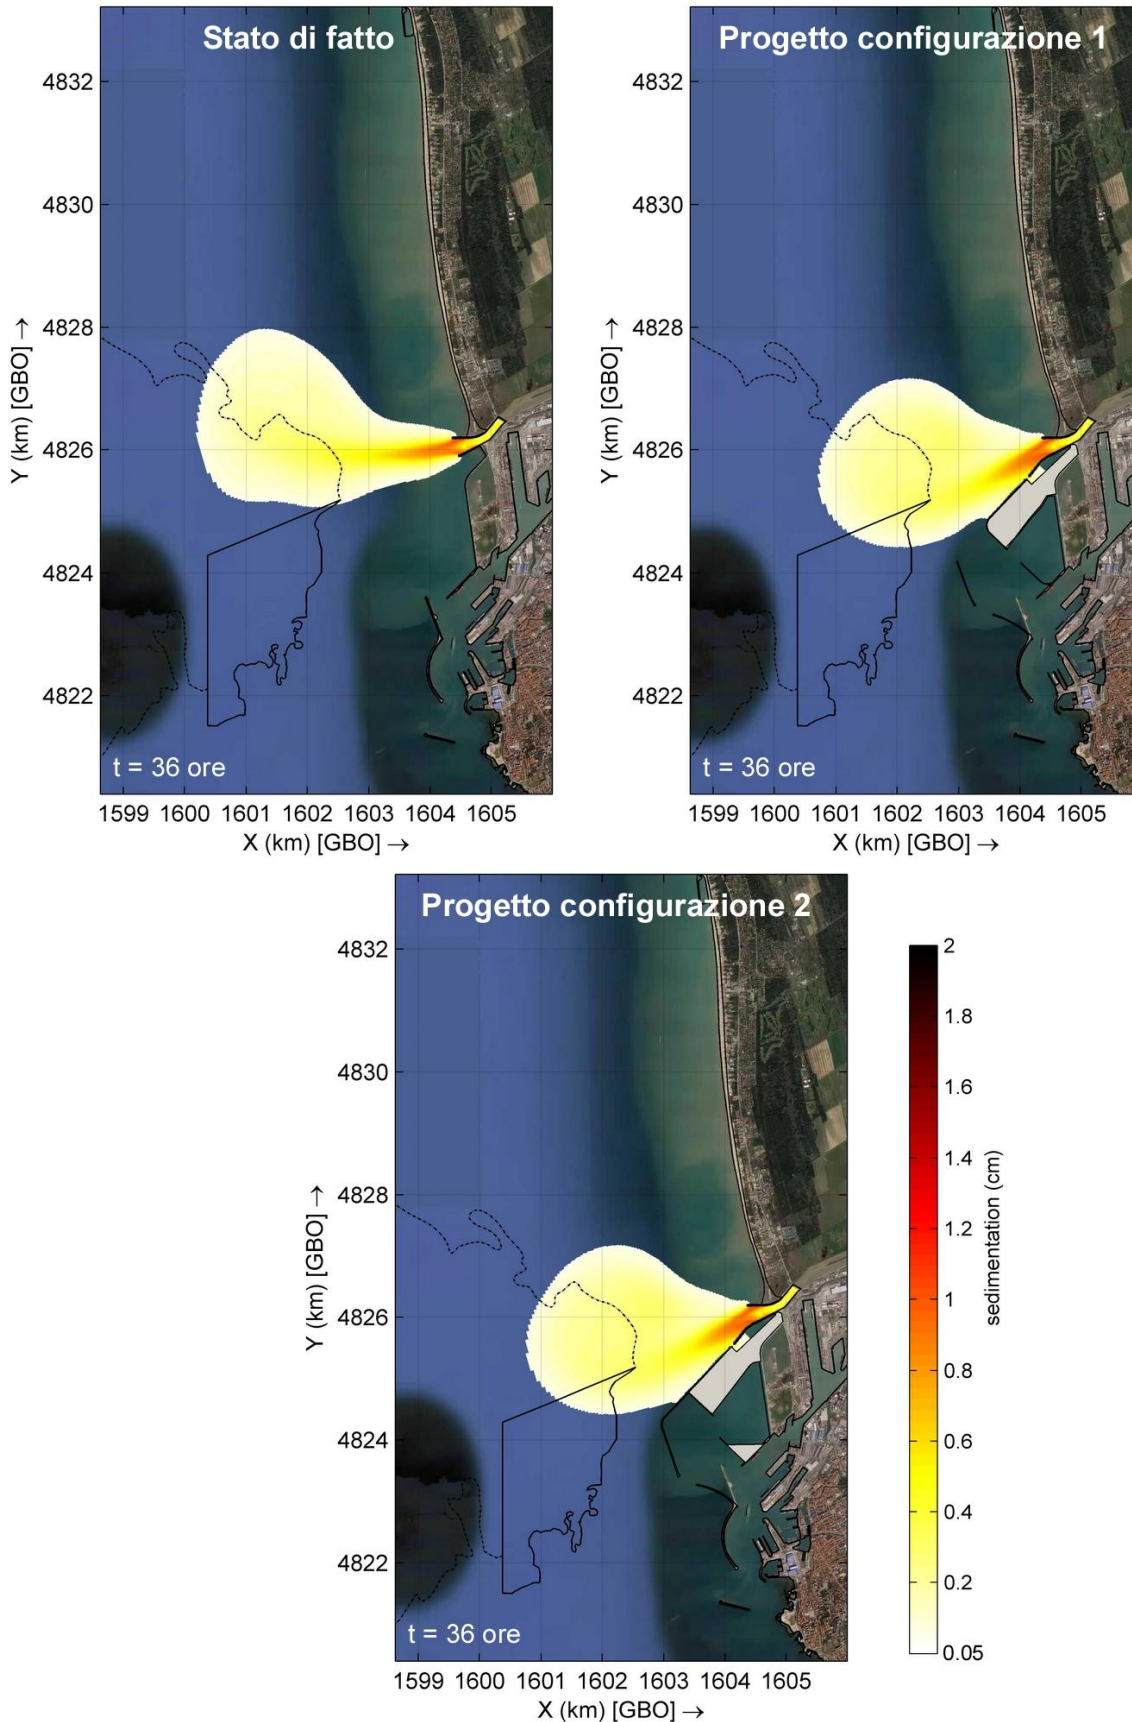 Stato di fatto
4832
4830
4828
4826
4824
4822
Y (km) [GBO] →
t = 36 ore
1599 1600 1601 1602 1603 1604 1605
X (km) [GBO] →
Progetto configurazione 1
4832
4830
4828
4826
4824
4822
Y (km) [GBO] →
t = 36 ore
1599 1600 1601 1602 1603 1604 1605
X (km) [GBO] →
Progetto configurazione 2
4832
4830
4828
4826
4824
4822
Y (km) [GBO] →
t = 36 ore
1599 1600 1601 1602 1603 1604 1605
X (km) [GBO] →
2
1.8
1.6
1.4
1.2
1
0.8
0.6
0.4
0.2
0.05
sedimentation (cm)